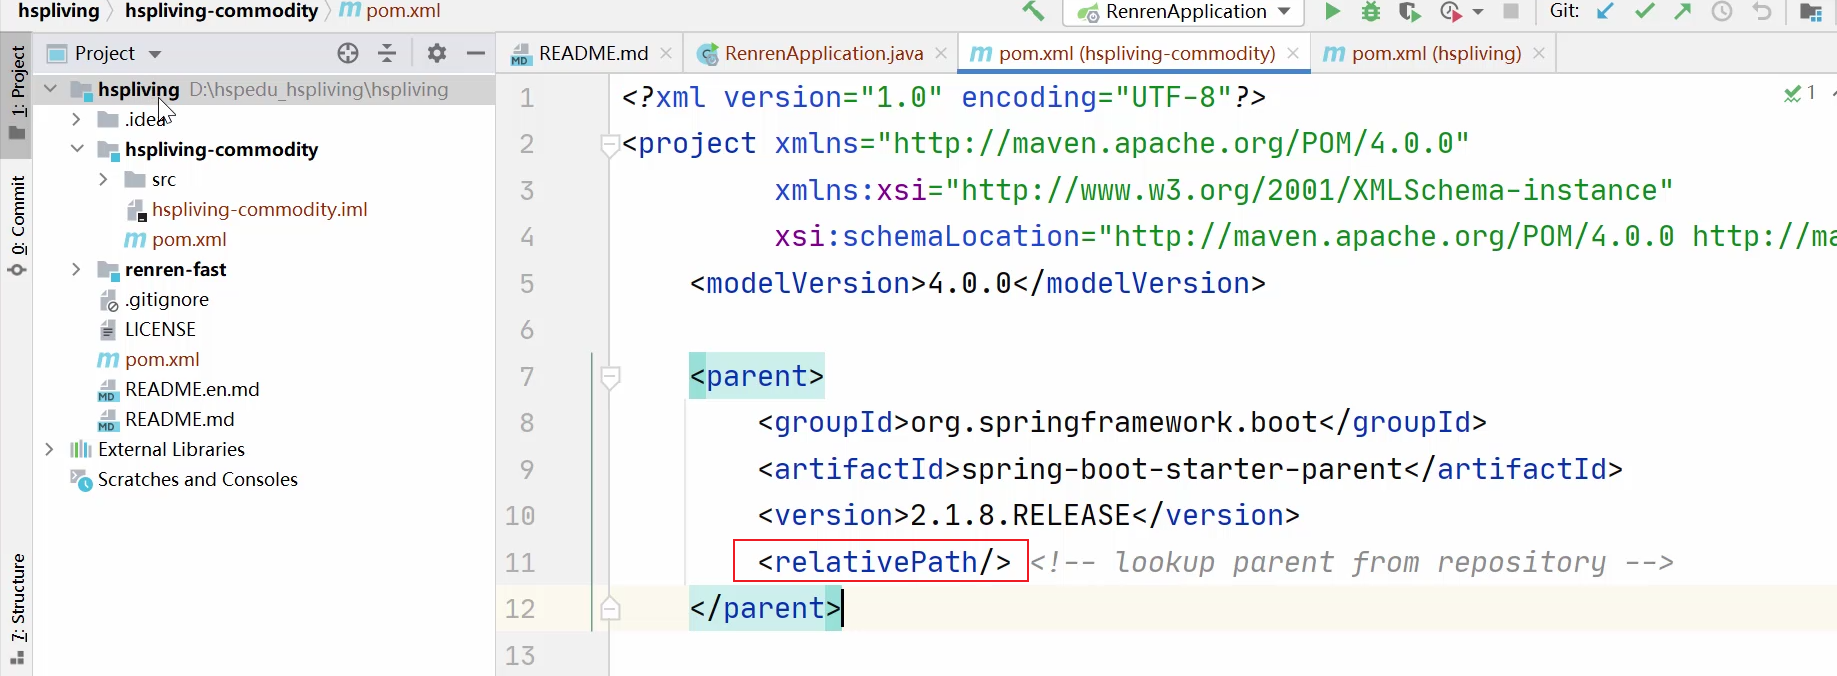 hspliving hspliving-commodity m pom.xml RenrenApplication Git:
Project README.md RenrenApplication.java m pom.xml (hspliving-commodity) m pom.xml (hspliving)
1: Project
0: Commit
7: Structure
hspliving D:\hspedu_hspliving\hspliving
.idea
hspliving-commodity
src
hspliving-commodity.iml
m pom.xml
renren-fast
.gitignore
LICENSE
m pom.xml
MD README.en.md
MD README.md
External Libraries
Scratches and Consoles
1 <?xml version="1.0" encoding="UTF-8"?> 1
2 <project xmlns="http://maven.apache.org/POM/4.0.0"
3 xmlns:xsi="http://www.w3.org/2001/XMLSchema-instance"
4 xsi:schemaLocation="http://maven.apache.org/POM/4.0.0 http://ma
5 <modelVersion>4.0.0</modelVersion>
6
7 <parent>
8 <groupId>org.springframework.boot</groupId>
9 <artifactId>spring-boot-starter-parent</artifactId>
10 <version>2.1.8.RELEASE</version>
11 <relativePath/> <!-- lookup parent from repository -->
12 </parent>
13